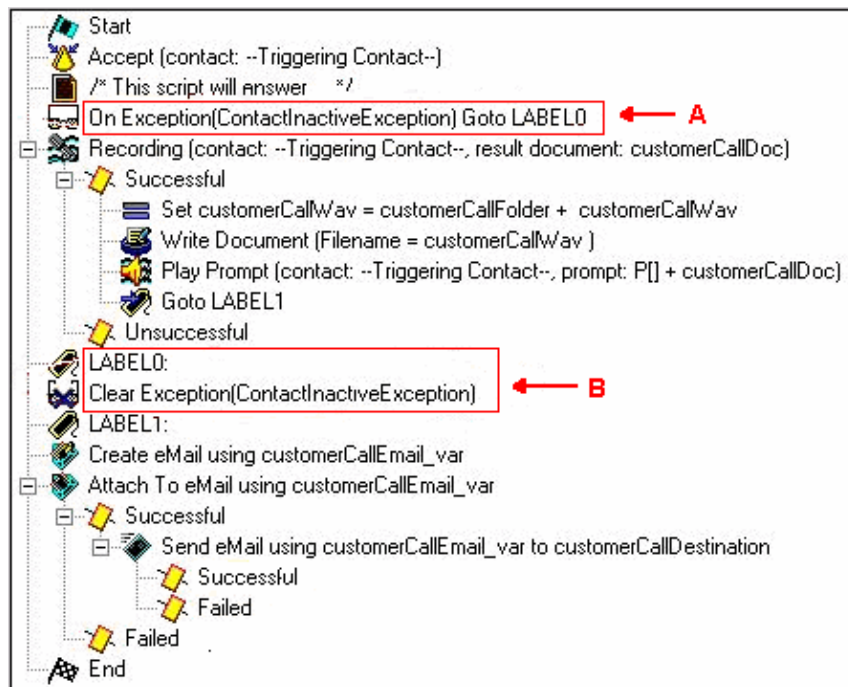 Start
Accept (contact: --Triggering Contact--)
/* This script will answer */
On Exception(ContactInactiveException) Goto LABEL0
A
Recording (contact: --Triggering Contact--, result document: customerCallDoc)
Successful
Set customerCallWav = customerCallFolder + customerCallWav
Write Document (Filename = customerCallWav )
Play Prompt (contact: --Triggering Contact--, prompt: P[] + customerCallDoc)
Goto LABEL1
Unsuccessful
LABEL0:
Clear Exception(ContactInactiveException)
B
LABEL1:
Create eMail using customerCallEmail_var
Attach To eMail using customerCallEmail_var
Successful
Send eMail using customerCallEmail_var to customerCallDestination
Successful
Failed
Failed
End